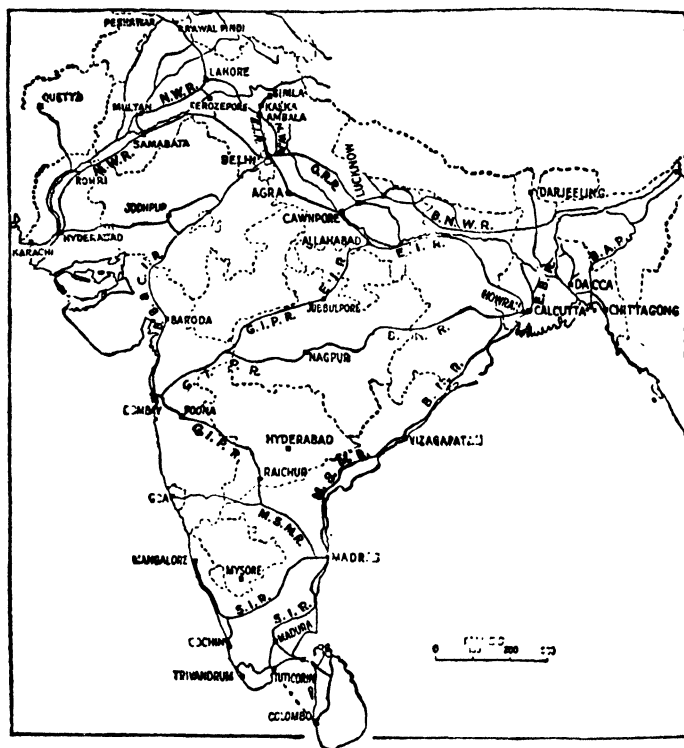 PESHAWAR
RAWALPINDI
LAHORE
N.W.R.
QUETTA
MULTAN
FEROZEPORE
SIMLA
KALKA
AMBALA
SAMASATA
N.W.R.
DELHI
ROHRI
O.R.R.
LUCKNOW
AGRA
DARJEELING
JODHPUR
CAWNPORE
B.N.W.R.
HYDERABAD
ALLAHABAD
E.I.R.
KARACHI
E.I.R.
DACCA
HOWRAH
CALCUTTA
CHITTAGONG
BARODA
JUBBULPORE
G.I.P.R.
NAGPUR
G.I.P.R.
BOMBAY
POONA
HYDERABAD
VIZAGAPATAM
G.I.P.R.
RAICHUR
GOA
M.S.M.R.
MANGALORE
MADRAS
MYSORE
S.I.R.
S.I.R.
COCHIN
MADURA
TRIVANDRUM
TUTICORIN
COLOMBO
0